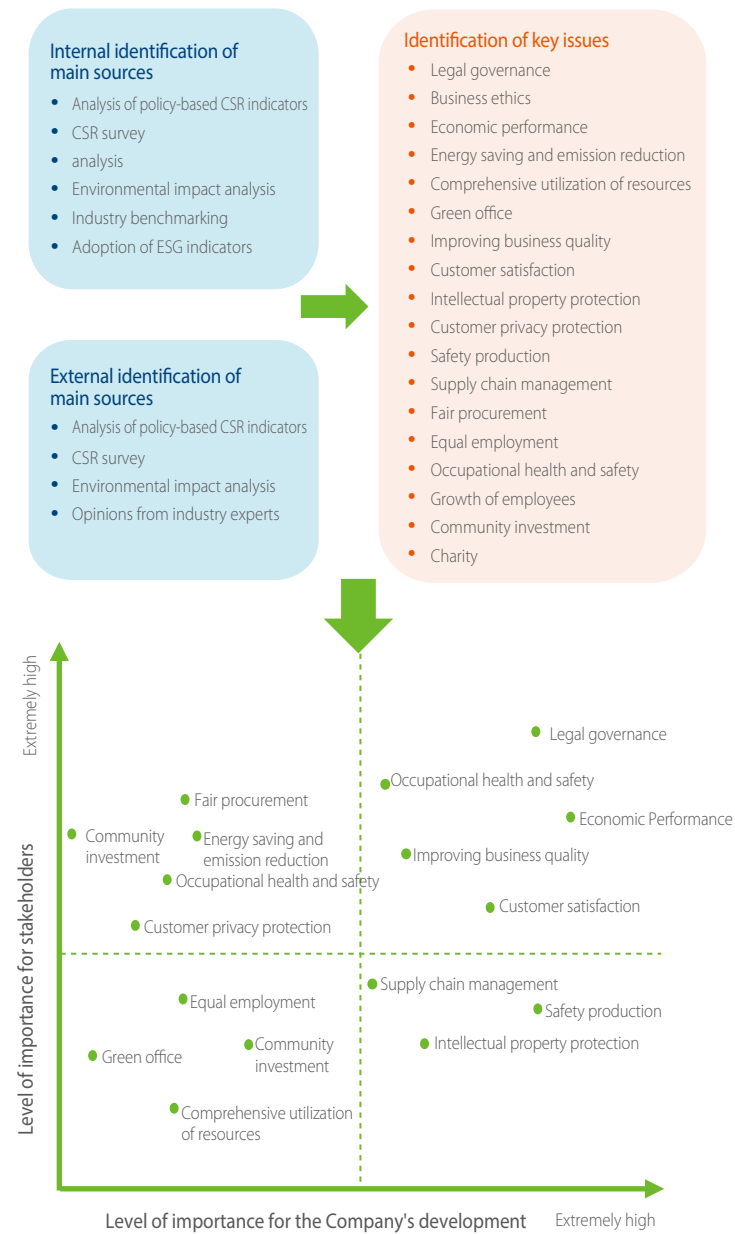 Internal identification of
main sources
• Analysis of policy-based CSR indicators
• CSR survey
• analysis
• Environmental impact analysis
• Industry benchmarking
• Adoption of ESG indicators
External identification of
main sources
• Analysis of policy-based CSR indicators
• CSR survey
• Environmental impact analysis
• Opinions from industry experts
Identification of key issues
• Legal governance
• Business ethics
• Economic performance
• Energy saving and emission reduction
• Comprehensive utilization of resources
• Green office
• Improving business quality
• Customer satisfaction
• Intellectual property protection
• Customer privacy protection
• Safety production
• Supply chain management
• Fair procurement
• Equal employment
• Occupational health and safety
• Growth of employees
• Community investment
• Charity
Extremely high
Level of importance for stakeholders
Legal governance
Occupational health and safety
Fair procurement
Economic Performance
Community
investment
Energy saving and
emission reduction
Improving business quality
Occupational health and safety
Customer satisfaction
Customer privacy protection
Supply chain management
Equal employment
Safety production
Green office
Community
investment
Intellectual property protection
Comprehensive utilization
of resources
Level of importance for the Company's development
Extremely high